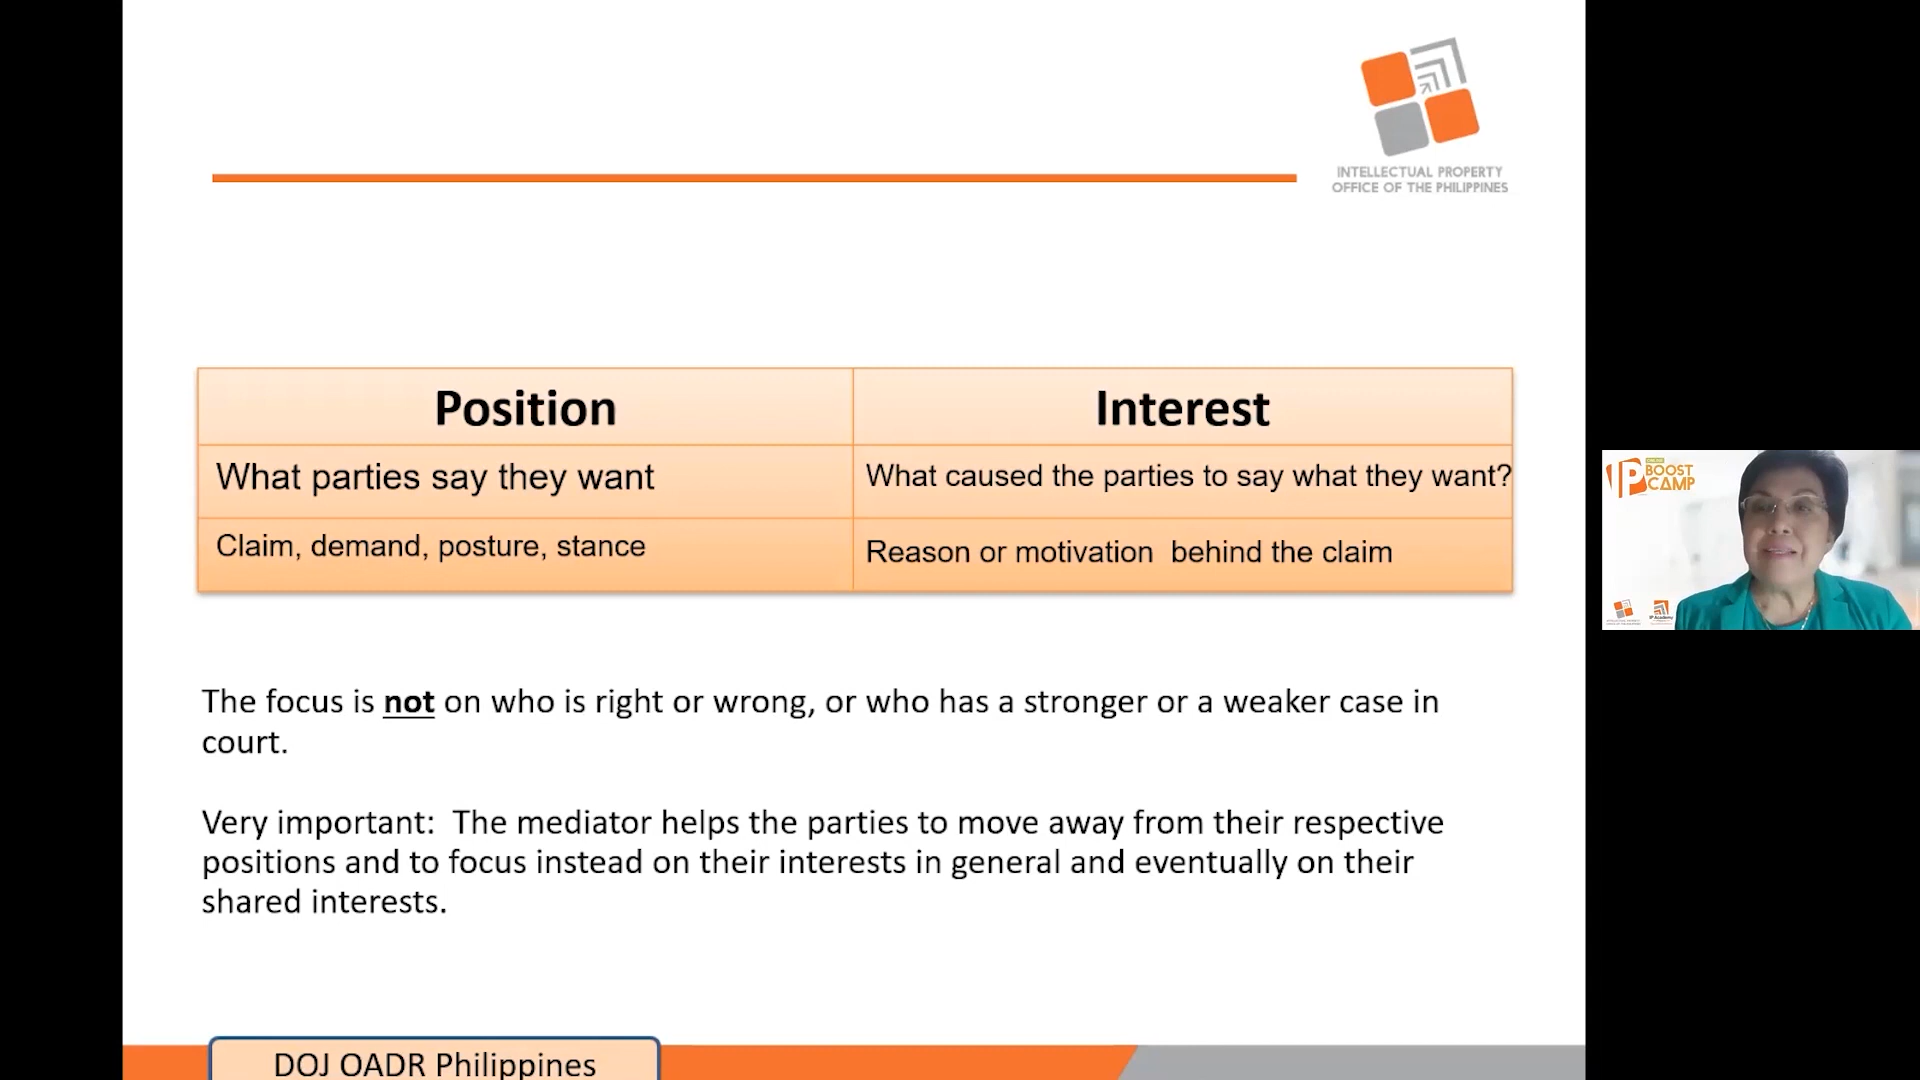 INTELLECTUAL PROPERTY
OFFICE OF THE PHILIPPINES
Position
Interest
What parties say they want
What caused the parties to say what they want?
Claim, demand, posture, stance
Reason or motivation behind the claim
The focus is not on who is right or wrong, or who has a stronger or a weaker case in
court.
Very important: The mediator helps the parties to move away from their respective
positions and to focus instead on their interests in general and eventually on their
shared interests.
DOJ OADR Philippines
IP BOOST
CAMP
IP Academy